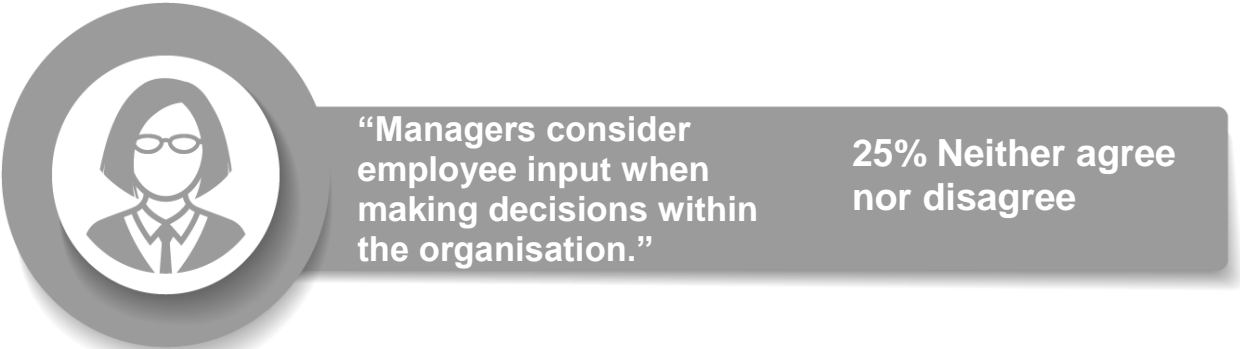 “Managers consider
employee input when
making decisions within
the organisation.”
25% Neither agree
nor disagree